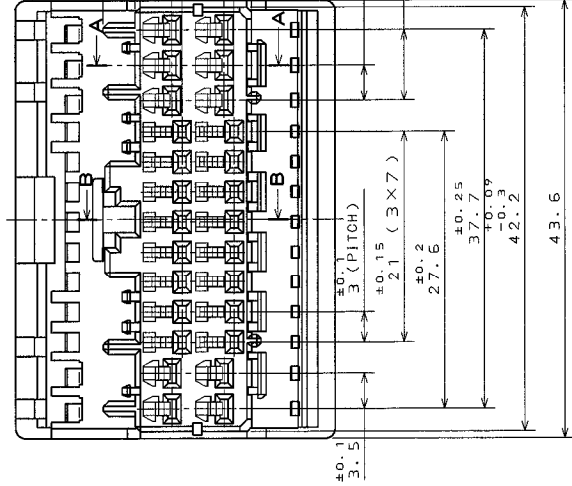 A
A
B
B
±0.1
3 (PITCH)
±0.15
21 (3×7)
±0.2
27.6
±0.25
37.7
+0.09
-0.3
42.2
43.6
±0.1
3.5